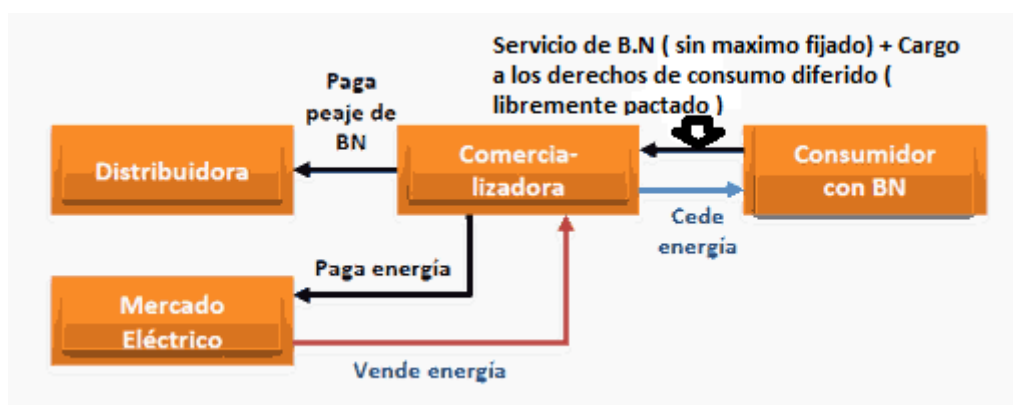 Servicio de B.N ( sin maximo fijado) + Cargo
a los derechos de consumo diferido (
libremente pactado )
Paga
peaje de
BN
Distribuidora
Comercia-
lizadora
Consumidor
con BN
Cede
energía
Paga energía
Mercado
Eléctrico
Vende energía